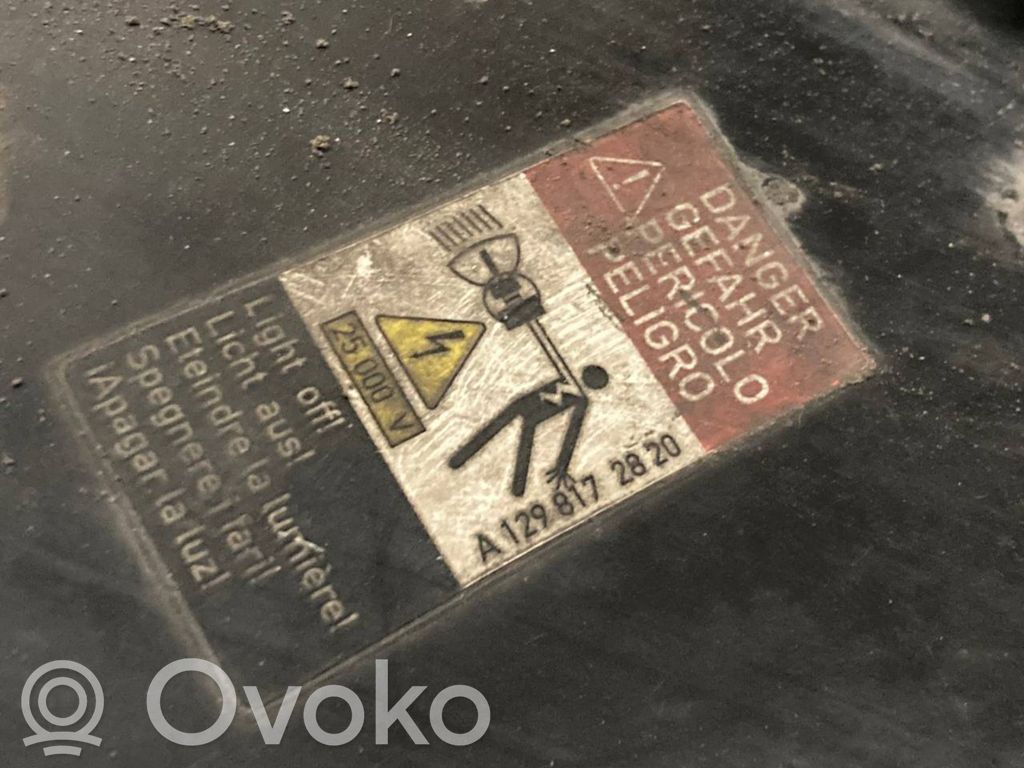 DANGER
GEFAHR
PERICOLO
PELIGRO
A 129 817 28 20
25 000 V
Light off!
Licht aus!
Eteindre la lumière!
Spegnere i fari!
¡Apagar la luz!
Ovoko